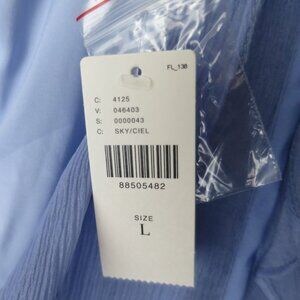 FL_13B
C: 4125
V: 046403
S: 0000043
C: SKY/CIEL
88505482
SIZE
L